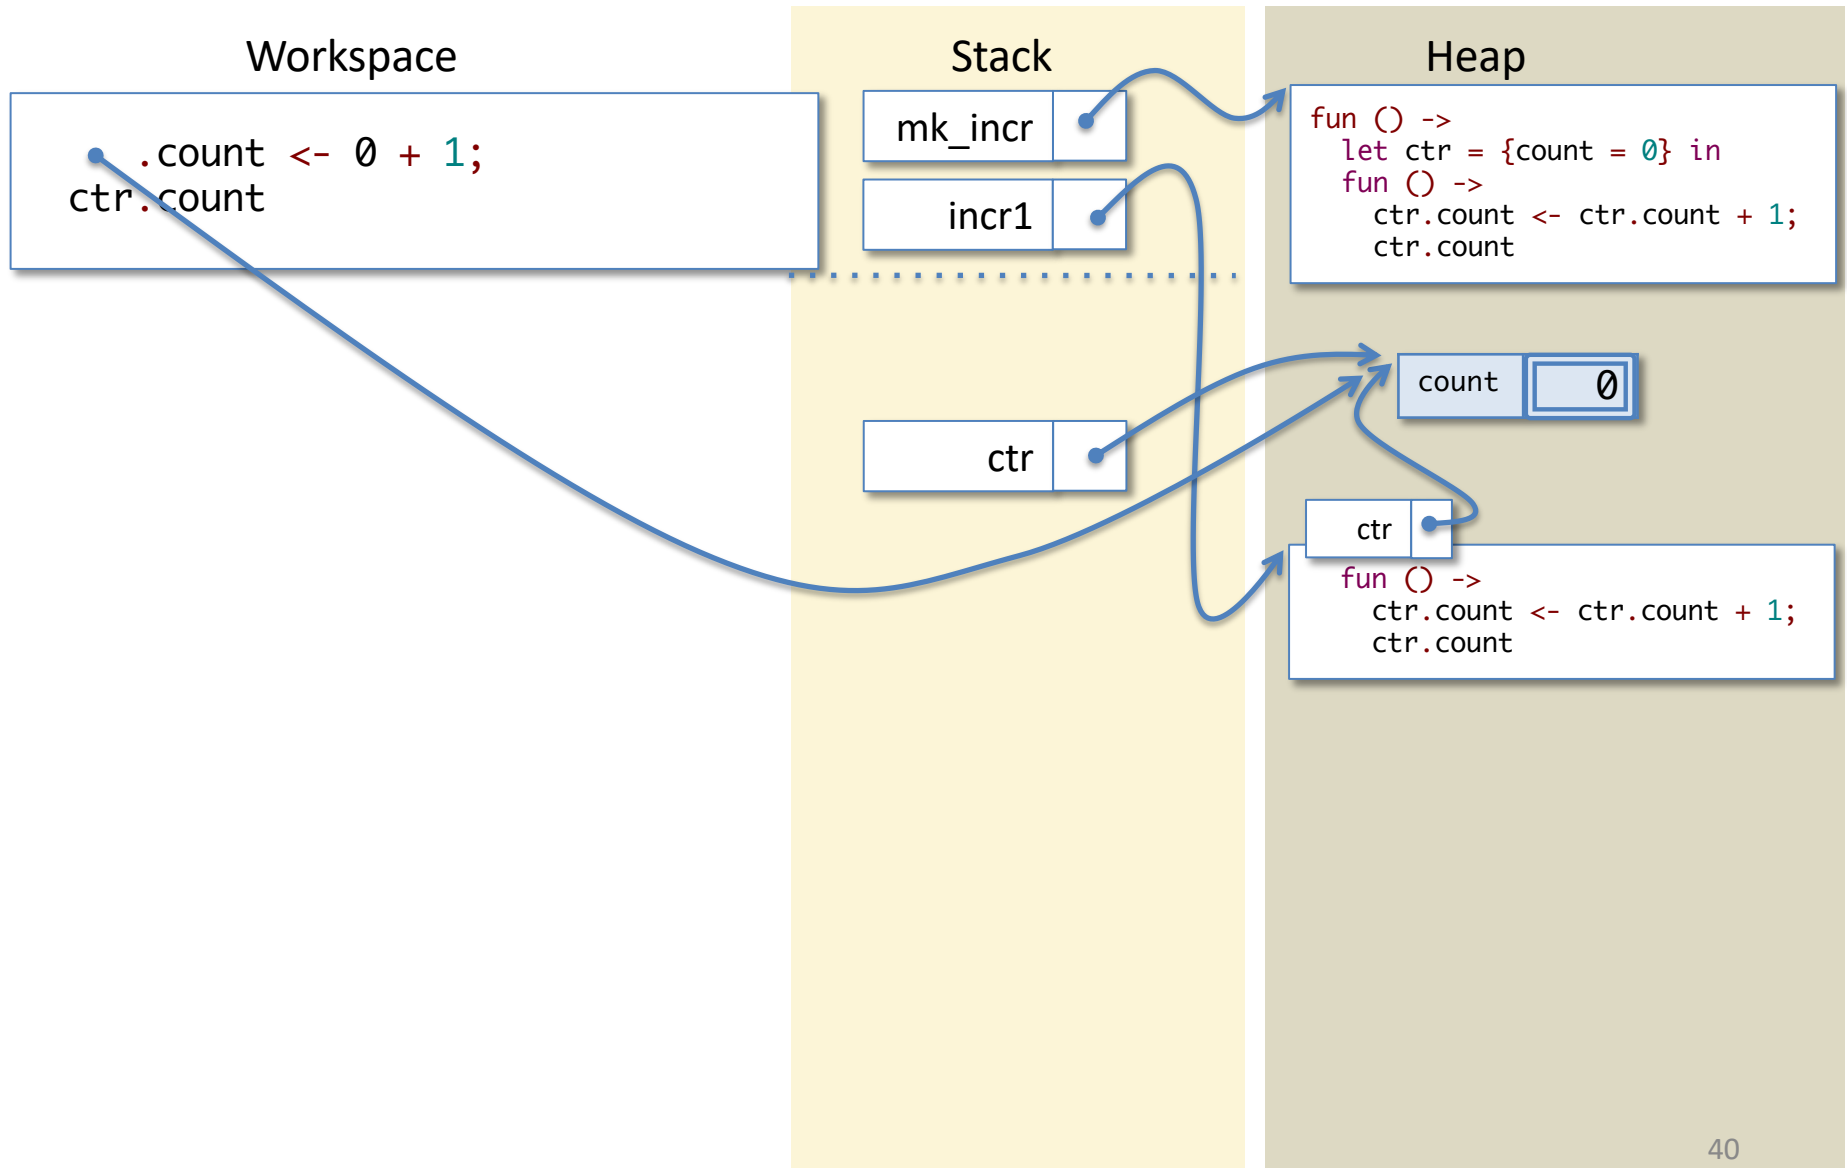 Workspace
.count <- 0 + 1;
ctr.count
Stack
mk_incr
incr1
ctr
Heap
fun () ->
let ctr = {count = 0} in
fun () ->
ctr.count <- ctr.count + 1;
ctr.count
count 0
ctr
fun () ->
ctr.count <- ctr.count + 1;
ctr.count
40